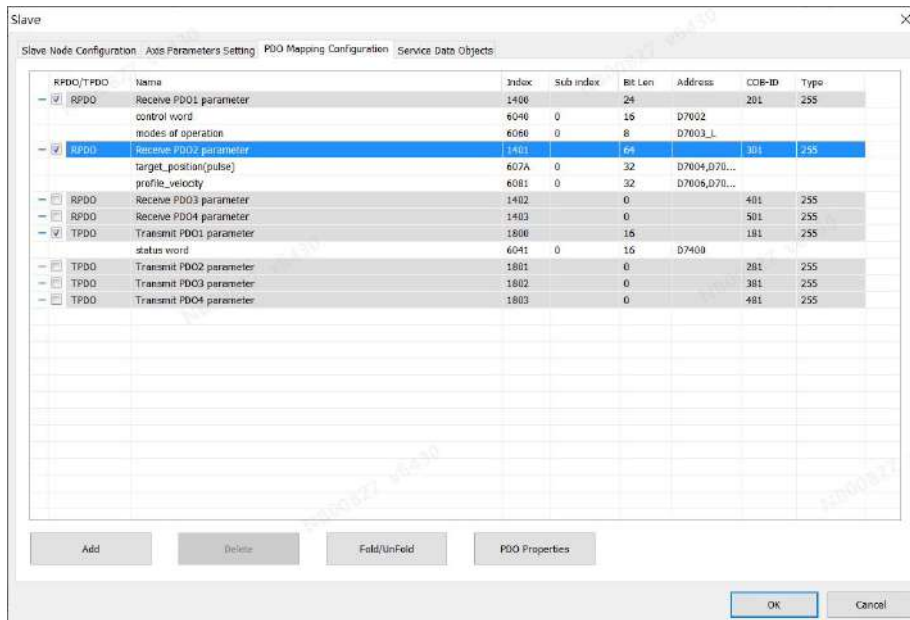 Slave
Slave Node Configuration Axis Parameters Setting PDO Mapping Configuration Service Data Objects
RPDO/TPDO Name Index Sub index Bit Len Address COB-ID Type
RPDO Receive PDO1 parameter 1400 24 201 255
control word 6040 0 16 D7002
modes of operation 6060 0 8 D7003_L
RPDO Receive PDO2 parameter 1401 64 301 255
target_position(pulse) 607A 0 32 D7004,D70...
profile_velocity 6081 0 32 D7006,D70...
RPDO Receive PDO3 parameter 1402 0 401 255
RPDO Receive PDO4 parameter 1403 0 501 255
TPDO Transmit PDO1 parameter 1800 16 181 255
status word 6041 0 16 D7400
TPDO Transmit PDO2 parameter 1801 0 281 255
TPDO Transmit PDO3 parameter 1802 0 381 255
TPDO Transmit PDO4 parameter 1803 0 481 255
Add Delete Fold/UnFold PDO Properties
OK Cancel